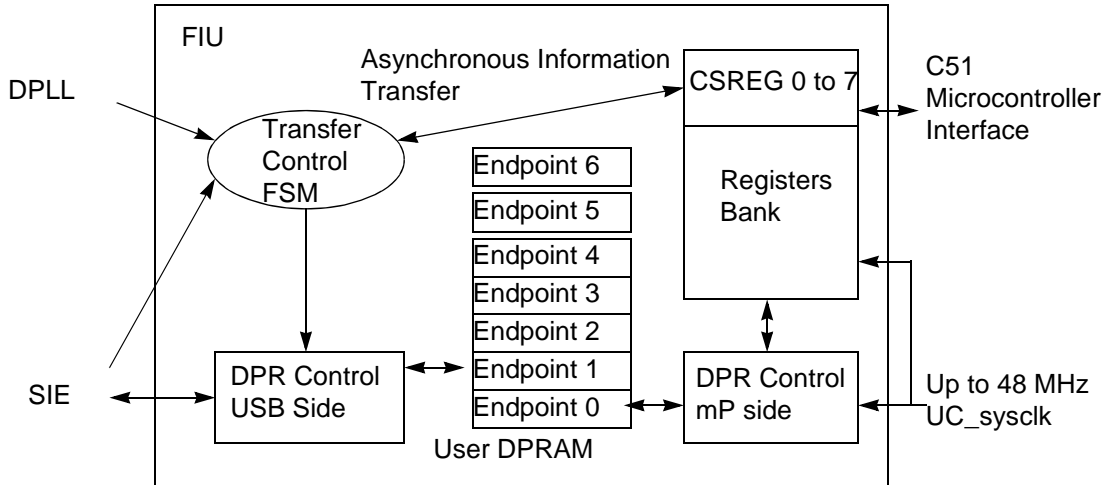 FIU
DPLL
Asynchronous Information
Transfer
CSREG 0 to 7
C51
Microcontroller
Interface
Transfer
Control
FSM
Registers
Bank
Endpoint 6
Endpoint 5
Endpoint 4
Endpoint 3
Endpoint 2
Endpoint 1
Endpoint 0
User DPRAM
SIE
DPR Control
USB Side
DPR Control
mP side
Up to 48 MHz
UC_sysclk